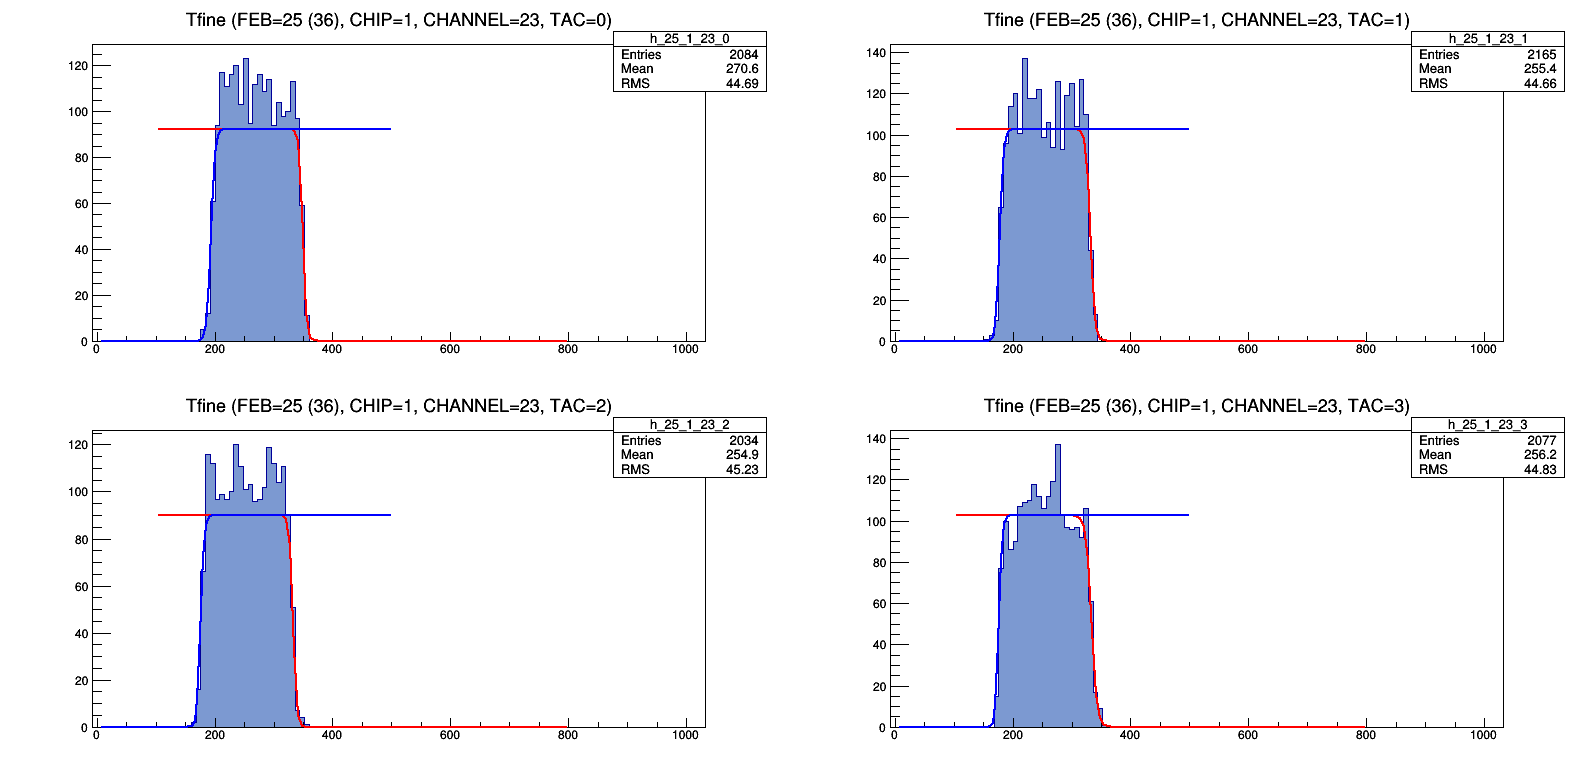 Tfine (FEB=25 (36), CHIP=1, CHANNEL=23, TAC=0)
h_25_1_23_0
Entries 2084
Mean 270.6
RMS 44.69
120
100
80
60
40
20
0
0 200 400 600 800 1000
Tfine (FEB=25 (36), CHIP=1, CHANNEL=23, TAC=1)
h_25_1_23_1
Entries 2165
Mean 255.4
RMS 44.66
140
120
100
80
60
40
20
0
0 200 400 600 800 1000
Tfine (FEB=25 (36), CHIP=1, CHANNEL=23, TAC=2)
h_25_1_23_2
Entries 2034
Mean 254.9
RMS 45.23
120
100
80
60
40
20
0
0 200 400 600 800 1000
Tfine (FEB=25 (36), CHIP=1, CHANNEL=23, TAC=3)
h_25_1_23_3
Entries 2077
Mean 256.2
RMS 44.83
140
120
100
80
60
40
20
0
0 200 400 600 800 1000